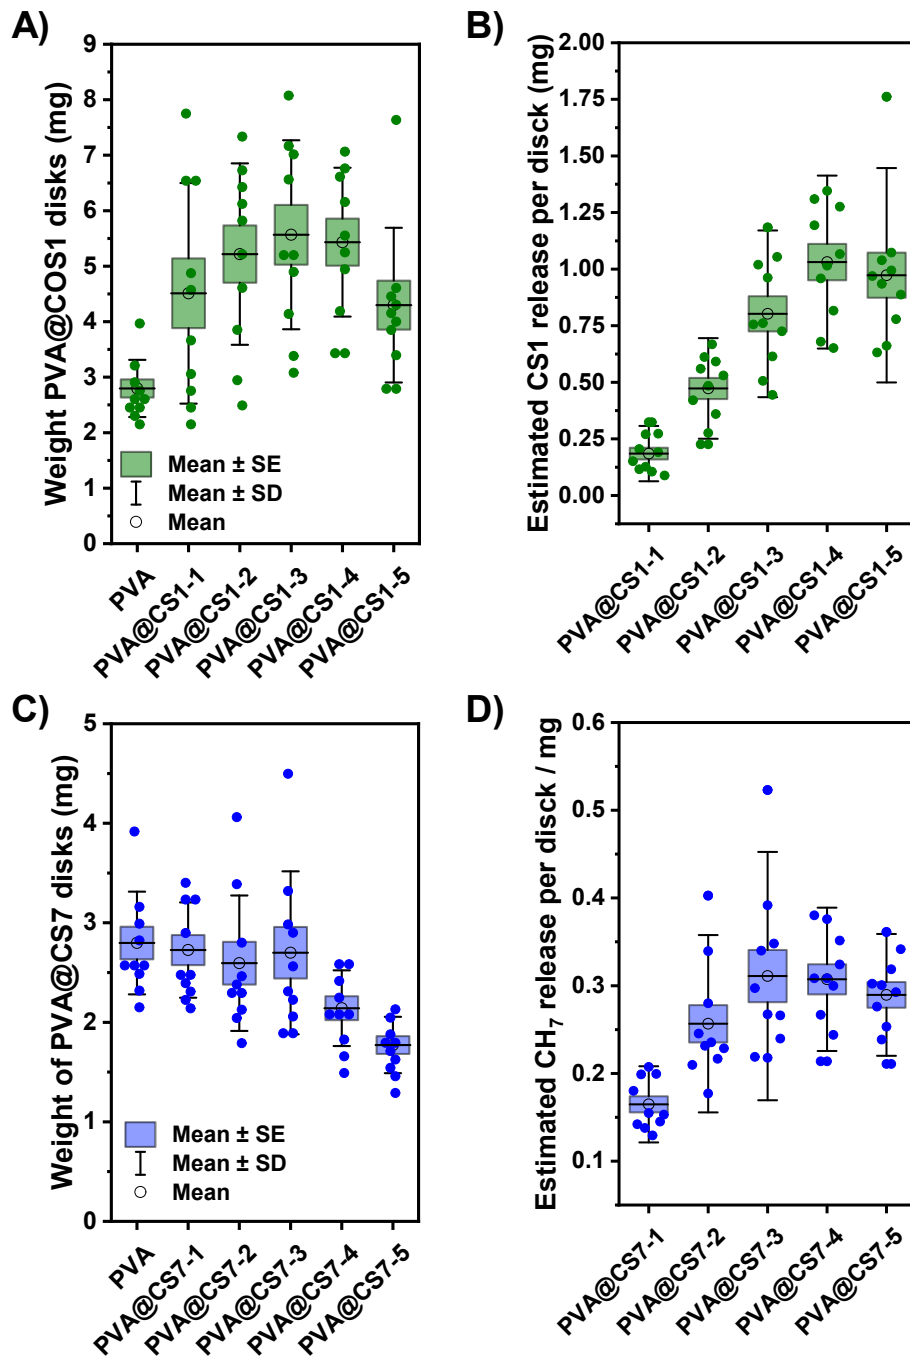 A)
Weight PVA@COS1 disks (mg)
9
8
7
6
5
4
3
2
1
0
Mean ± SE
Mean ± SD
Mean
PVA
PVA@CS1-1
PVA@CS1-2
PVA@CS1-3
PVA@CS1-4
PVA@CS1-5
B)
Estimated CS1 release per disck (mg)
2.00
1.75
1.50
1.25
1.00
0.75
0.50
0.25
0.00
PVA@CS1-1
PVA@CS1-2
PVA@CS1-3
PVA@CS1-4
PVA@CS1-5
C)
Weight of PVA@CS7 disks (mg)
5
4
3
2
1
0
Mean ± SE
Mean ± SD
Mean
PVA
PVA@CS7-1
PVA@CS7-2
PVA@CS7-3
PVA@CS7-4
PVA@CS7-5
D)
Estimated CH7 release per disck / mg
0.6
0.5
0.4
0.3
0.2
0.1
PVA@CS7-1
PVA@CS7-2
PVA@CS7-3
PVA@CS7-4
PVA@CS7-5